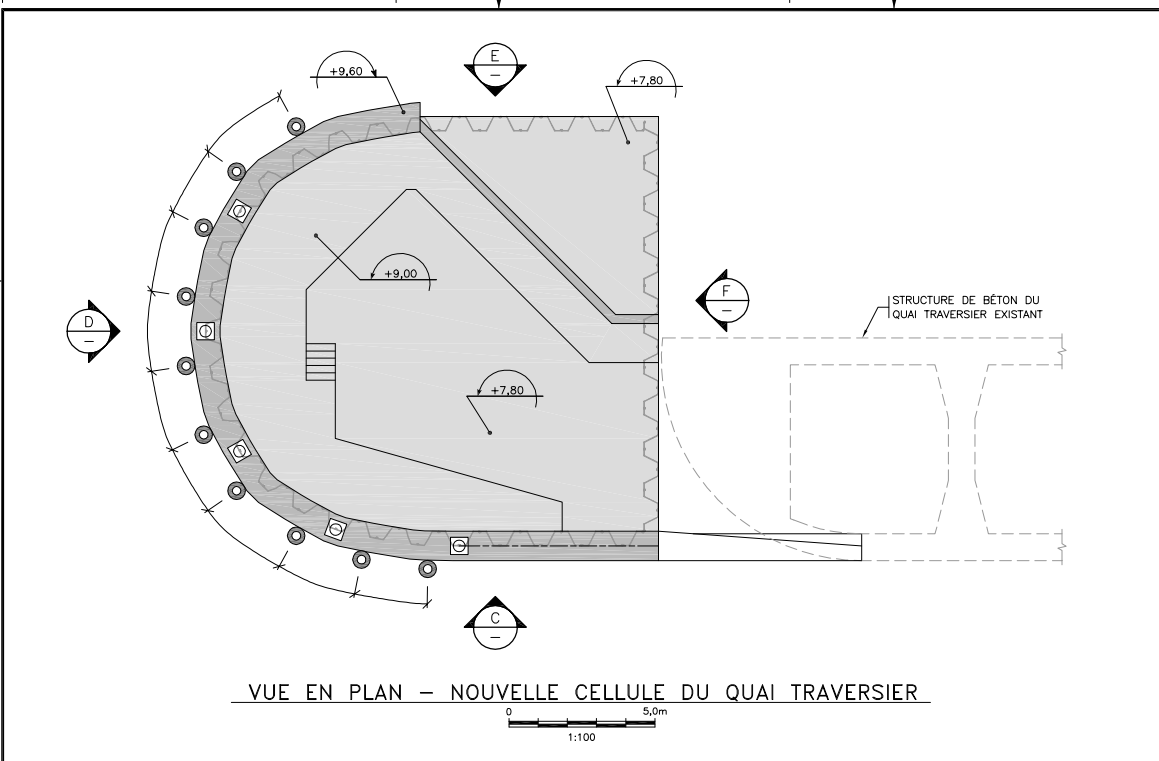 E
–
+9,60
+7,80
+9,00
F
–
STRUCTURE DE BÉTON DU
QUAI TRAVERSIER EXISTANT
D
–
+7,80
C
–
VUE EN PLAN – NOUVELLE CELLULE DU QUAI TRAVERSIER
0 5,0m
1:100